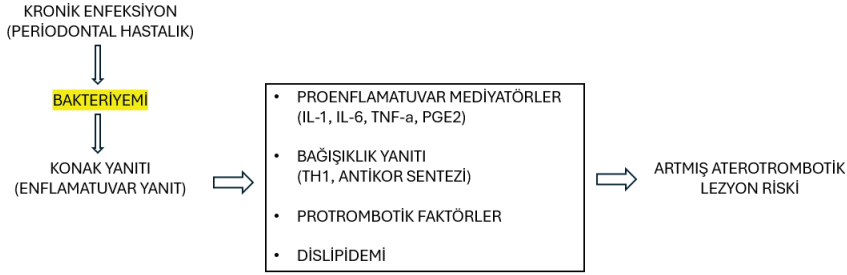 KRONİK ENFEKSİYON
(PERİODONTAL HASTALIK)
BAKTERİYEMİ
KONAK YANITI
(ENFLAMATUVAR YANIT)
• PROENFLAMATUVAR MEDİYATÖRLER
(IL-1, IL-6, TNF-a, PGE2)
• BAĞIŞIKLIK YANITI
(TH1, ANTİKOR SENTEZİ)
• PROTROMBOTİK FAKTÖRLER
• DİSLİPİDEMİ
ARTMIŞ ATEROTROMBOTİK
LEZYON RİSKİ